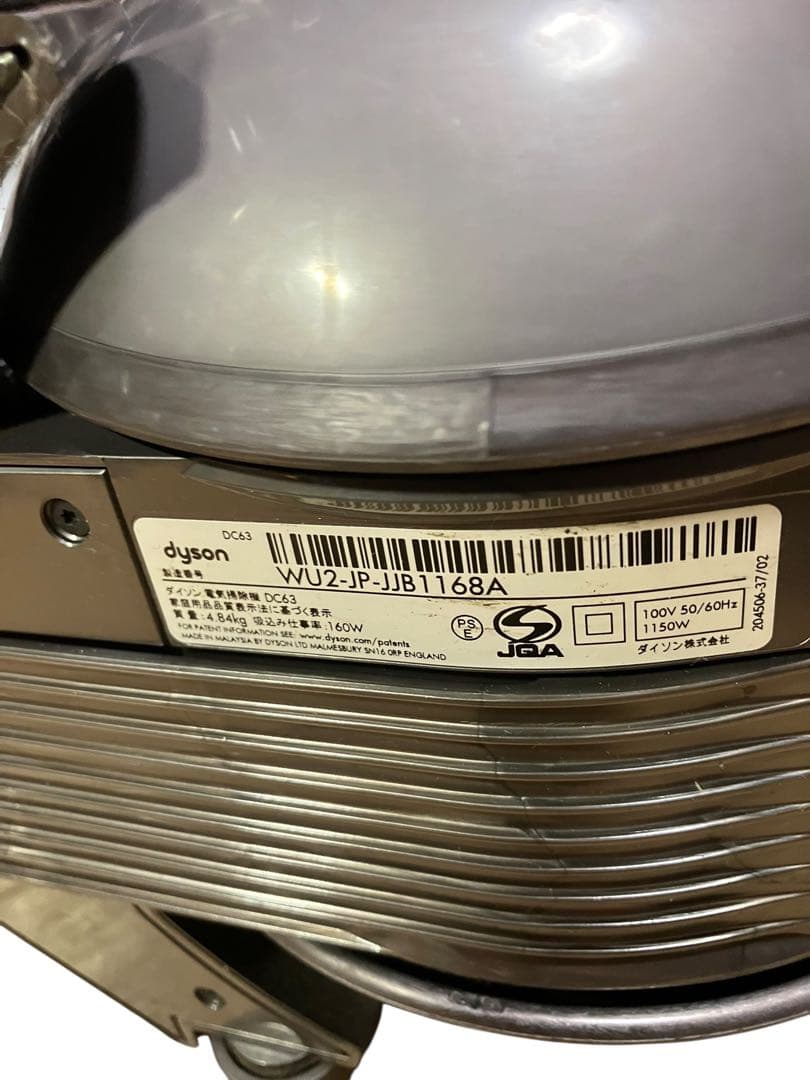 DC63
dyson
製造番号
WU2-JP-JJB1168A
ダイソン電気掃除機 DC63
家庭用品品質表示法に基づく表示
質量:4.84kg 吸込み仕事率:160W
FOR PATENT INFORMATION SEE: www.dyson.com/patents
MADE IN MALAYSIA BY DYSON LTD MALMESBURY SN16 0RP ENGLAND
PS
E
JQA
100V 50/60Hz
1150W
ダイソン株式会社
204506-37/02